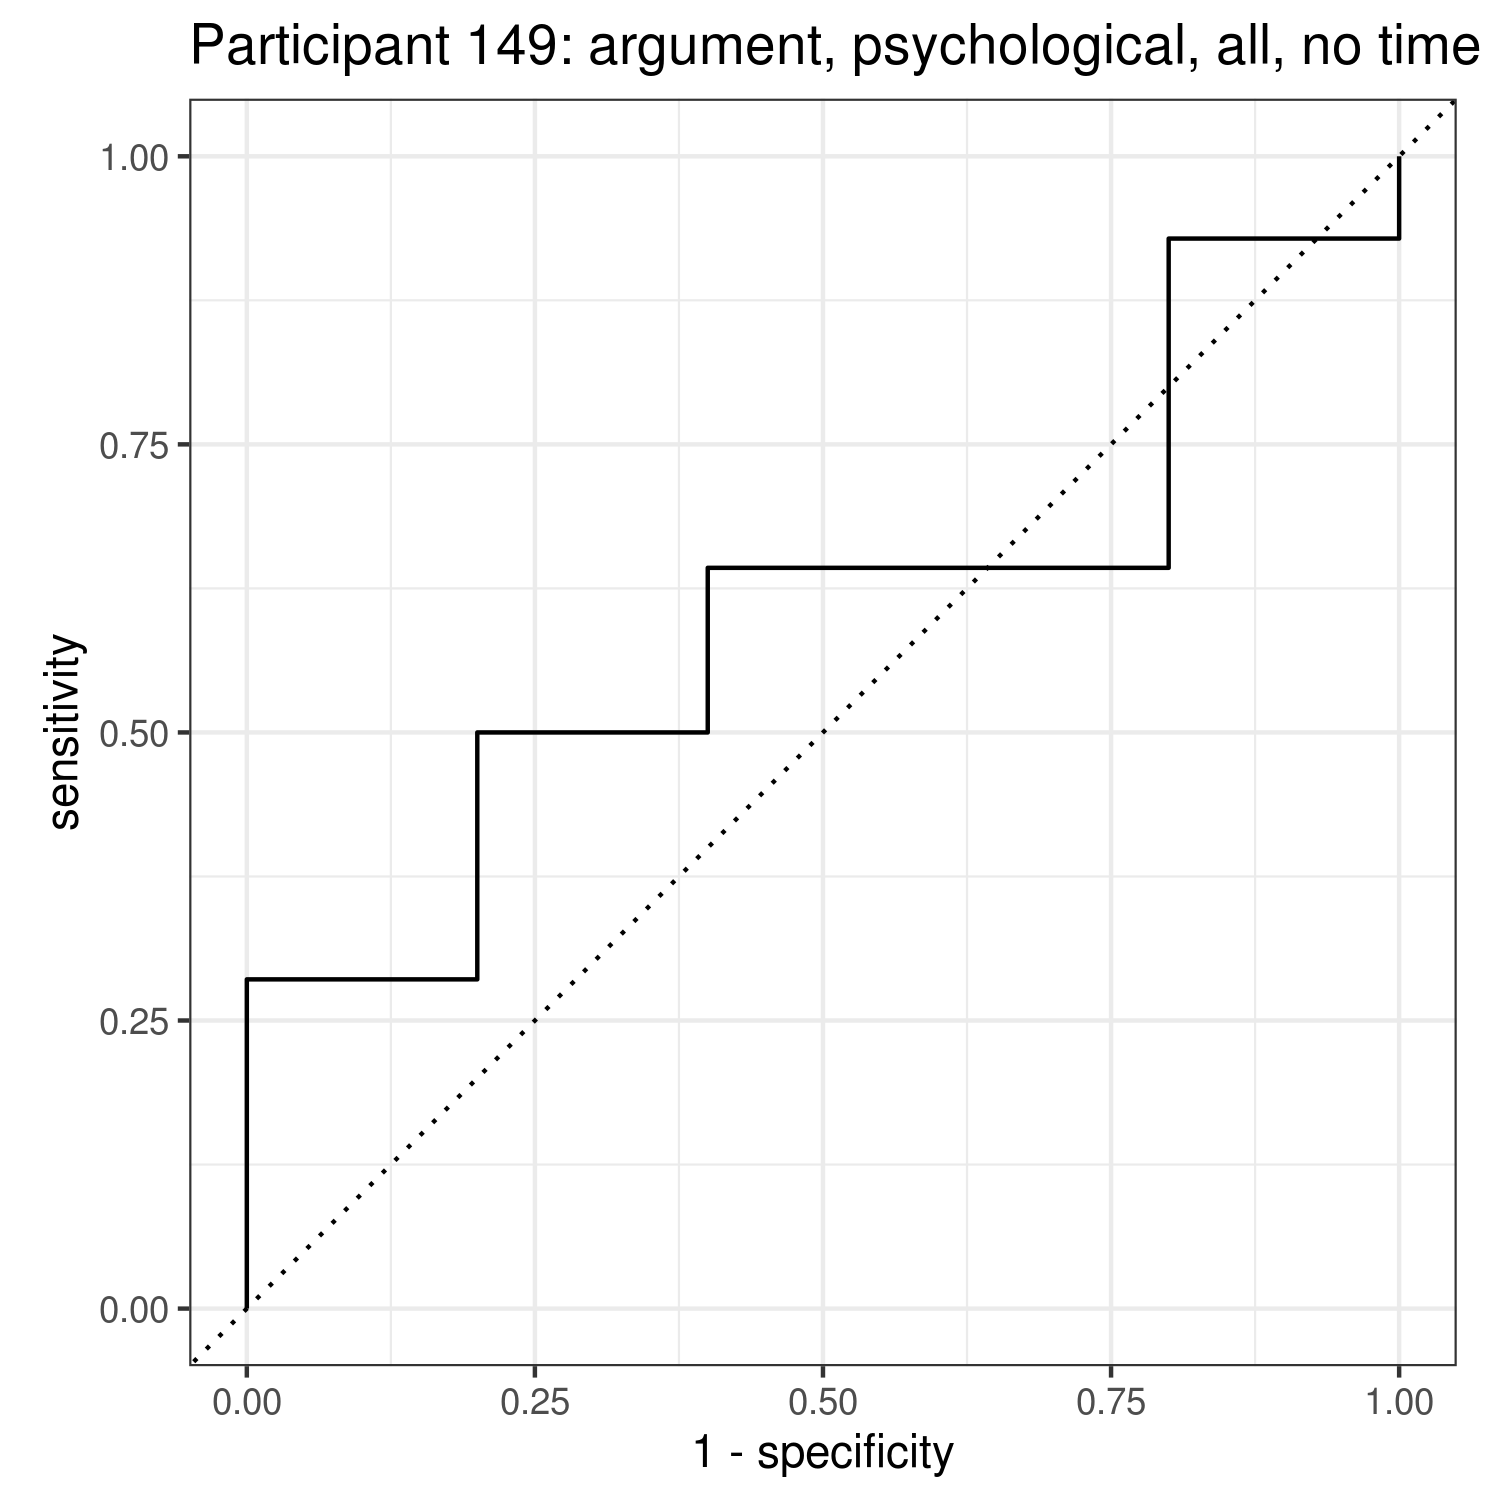 Participant 149: argument, psychological, all, no time
1.00
0.75
0.50
0.25
0.00
sensitivity
0.00 0.25 0.50 0.75 1.00
1 - specificity